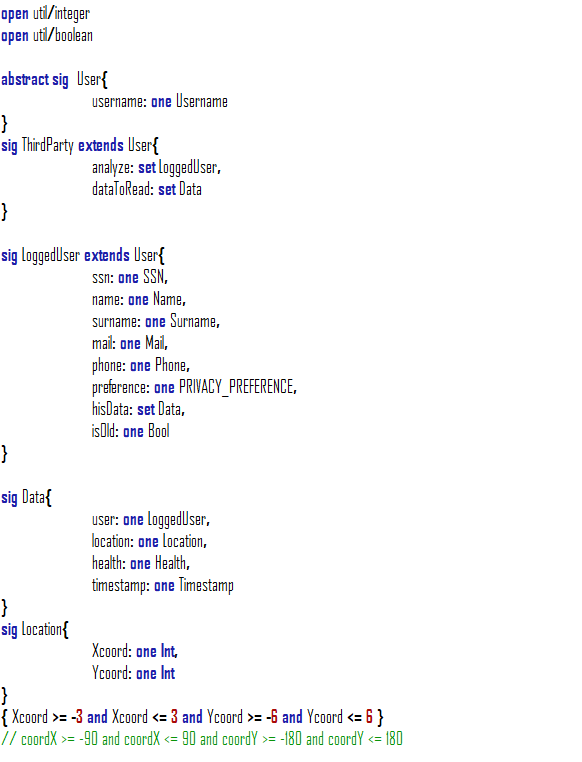 open util/integer
open util/boolean
abstract sig User{
username: one Username
}
sig ThirdParty extends User{
analyze: set LoggedUser,
dataToRead: set Data
}
sig LoggedUser extends User{
ssn: one SSN,
name: one Name,
surname: one Surname,
mail: one Mail,
phone: one Phone,
preference: one PRIVACY_PREFERENCE,
hisData: set Data,
isOld: one Bool
}
sig Data{
user: one LoggedUser,
location: one Location,
health: one Health,
timestamp: one Timestamp
}
sig Location{
Xcoord: one Int,
Ycoord: one Int
}
{ Xcoord >= -3 and Xcoord <= 3 and Ycoord >= -6 and Ycoord <= 6 }
// coordX >= -90 and coordX <= 90 and coordY >= -180 and coordY <= 180